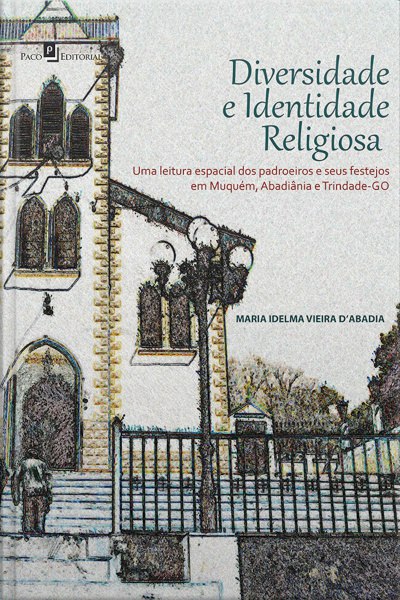 PACO EDITORIAL
Diversidade
e Identidade
Religiosa
Uma leitura espacial dos padroeiros e seus festejos
em Muquém, Abadiânia e Trindade-GO
MARIA IDELMA VIEIRA D'ABADIA